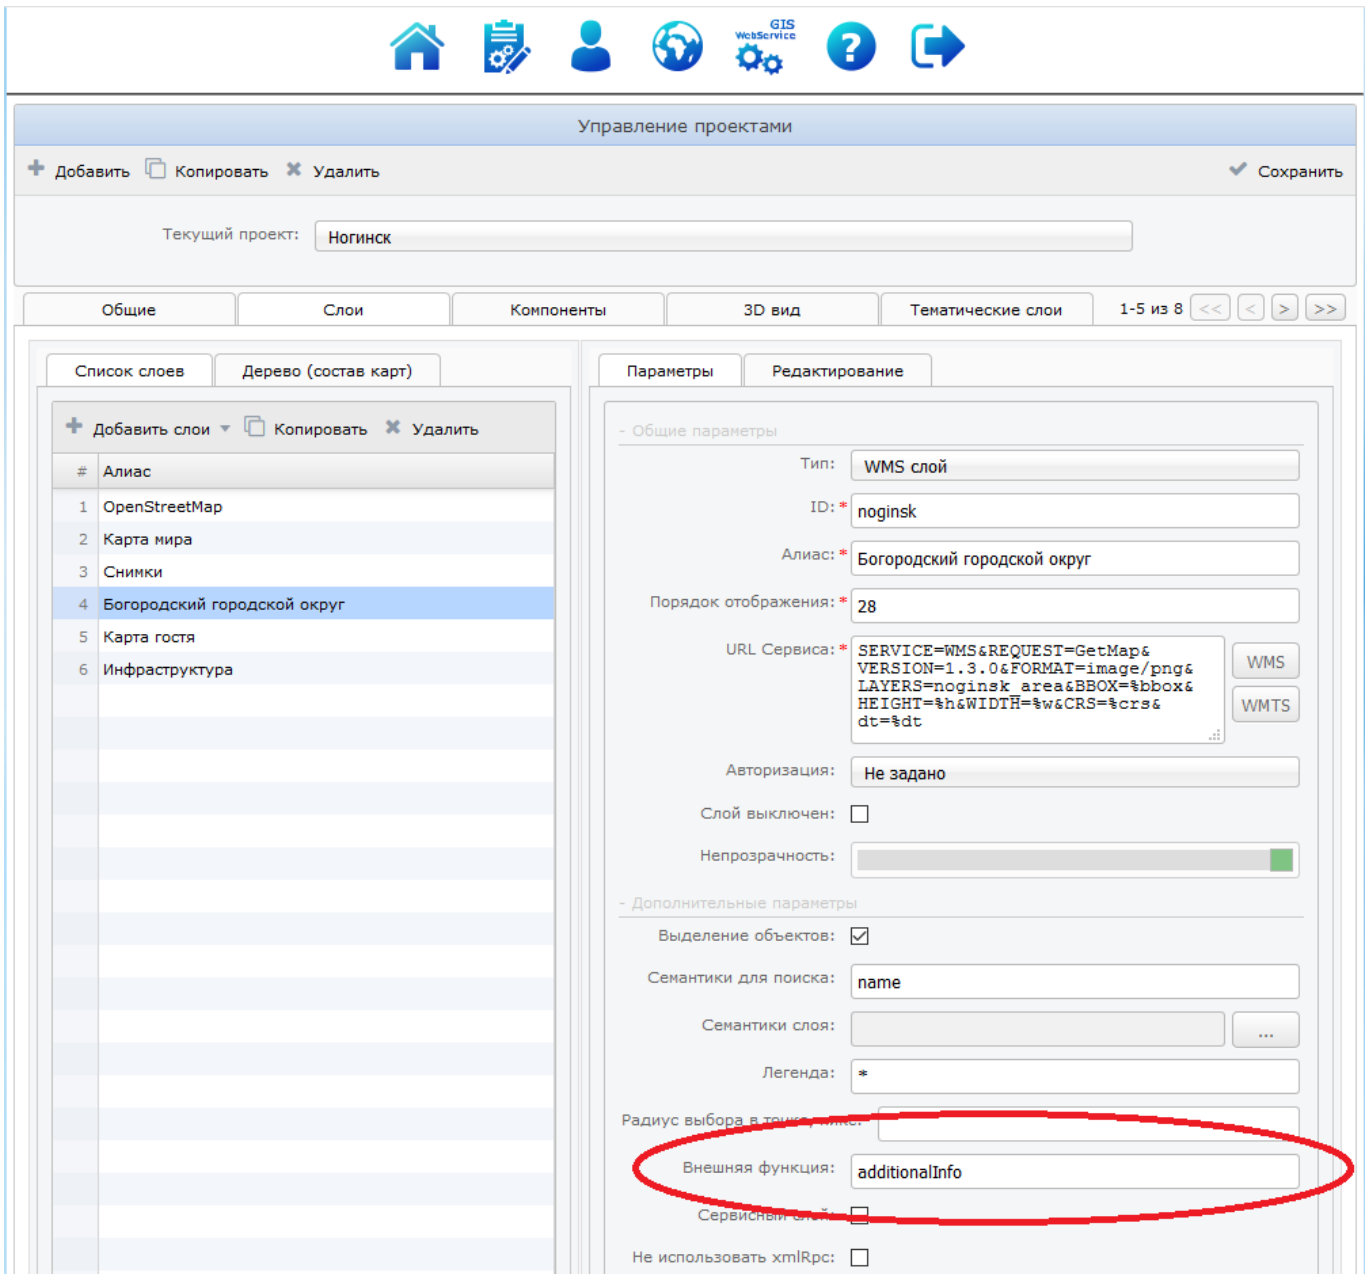 GIS
WebService
?
Управление проектами
Добавить Копировать Удалить Сохранить
Текущий проект: Ногинск
Общие Слои Компоненты 3D вид Тематические слои 1-5 из 8 << < > >>
Список слоев Дерево (состав карт)
Добавить слои Копировать Удалить
# Алиас
1 OpenStreetMap
2 Карта мира
3 Снимки
4 Богородский городской округ
5 Карта гостя
6 Инфраструктура
Параметры Редактирование
- Общие параметры
Тип: WMS слой
ID:* noginsk
Алиас:* Богородский городской округ
Порядок отображения:* 28
URL Сервиса:* SERVICE=WMS&REQUEST=GetMap&
VERSION=1.3.0&FORMAT=image/png&
LAYERS=noginsk_area&BBOX=%bbox&
HEIGHT=%h&WIDTH=%w&CRS=%crs&
dt=%dt
WMS
WMTS
Авторизация: Не задано
Слой выключен:
Непрозрачность:
- Дополнительные параметры
Выделение объектов:
Семантики для поиска: name
Семантики слоя: ...
Легенда: *
Радиус выбора в
Внешняя функция: additionalInfo
Сервисный слой:
Не использовать xmlRpc: